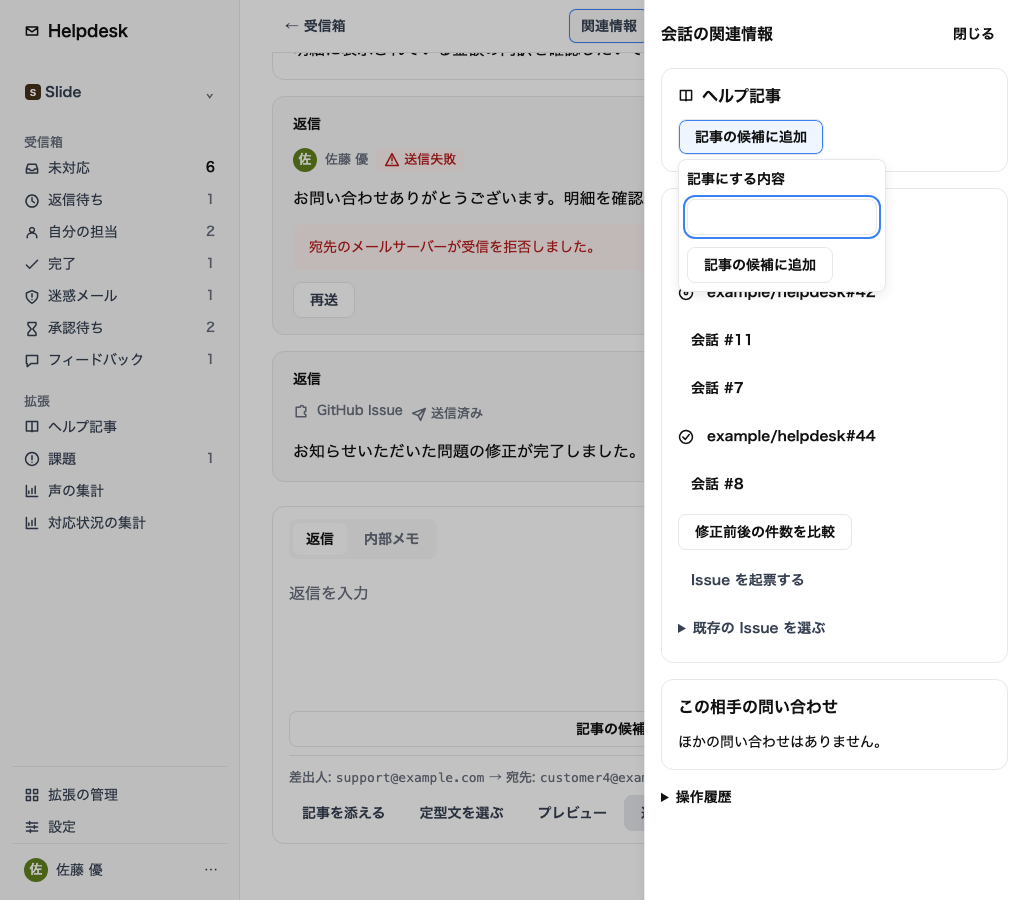 Helpdesk
S Slide
受信箱
未対応 6
返信待ち 1
自分の担当 2
完了 1
迷惑メール 1
承認待ち 2
フィードバック 1
拡張
ヘルプ記事
課題 1
声の集計
対応状況の集計
拡張の管理
設定
佐 佐藤 優 …
← 受信箱
関連情報
返信
佐 佐藤 優 送信失敗
お問い合わせありがとうございます。明細を確認
宛先のメールサーバーが受信を拒否しました。
再送
返信
GitHub Issue 送信済み
お知らせいただいた問題の修正が完了しました。
返信 内部メモ
返信を入力
記事の候補
差出人: support@example.com → 宛先: customer4@exam
記事を添える 定型文を選ぶ プレビュー
会話の関連情報 閉じる
ヘルプ記事
記事の候補に追加
記事にする内容
記事の候補に追加
example/helpdesk#42
会話 #11
会話 #7
example/helpdesk#44
会話 #8
修正前後の件数を比較
Issue を起票する
▶ 既存の Issue を選ぶ
この相手の問い合わせ
ほかの問い合わせはありません。
▶ 操作履歴